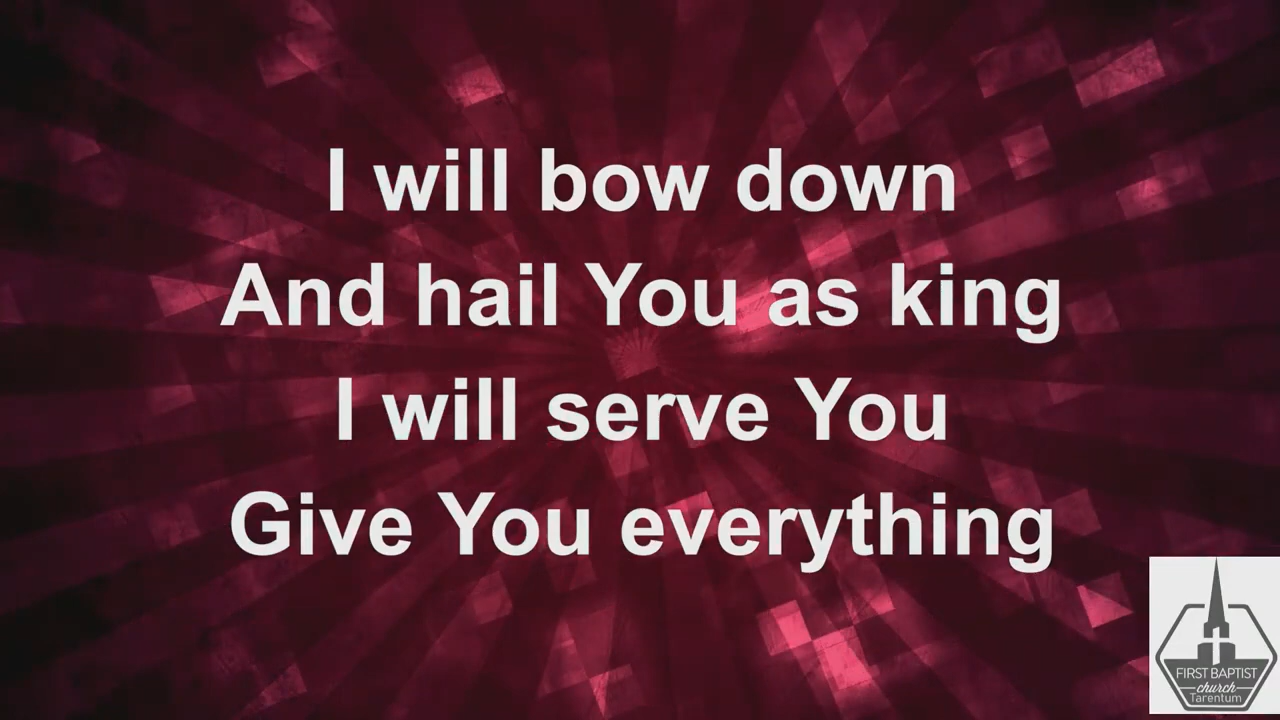 I will bow down
And hail You as king
I will serve You
Give You everything
FIRST BAPTIST
church
Tarentum